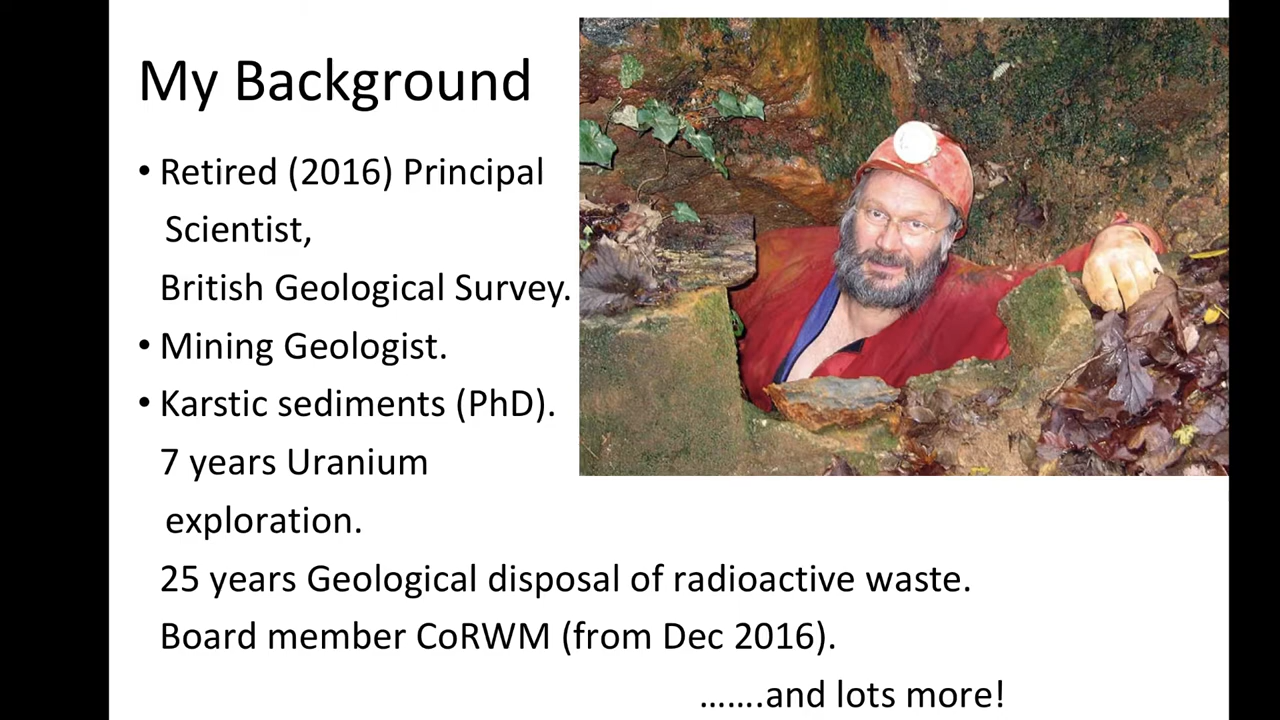 My Background
• Retired (2016) Principal
Scientist,
British Geological Survey.
• Mining Geologist.
• Karstic sediments (PhD).
7 years Uranium
exploration.
25 years Geological disposal of radioactive waste.
Board member CoRWM (from Dec 2016).
…….and lots more!